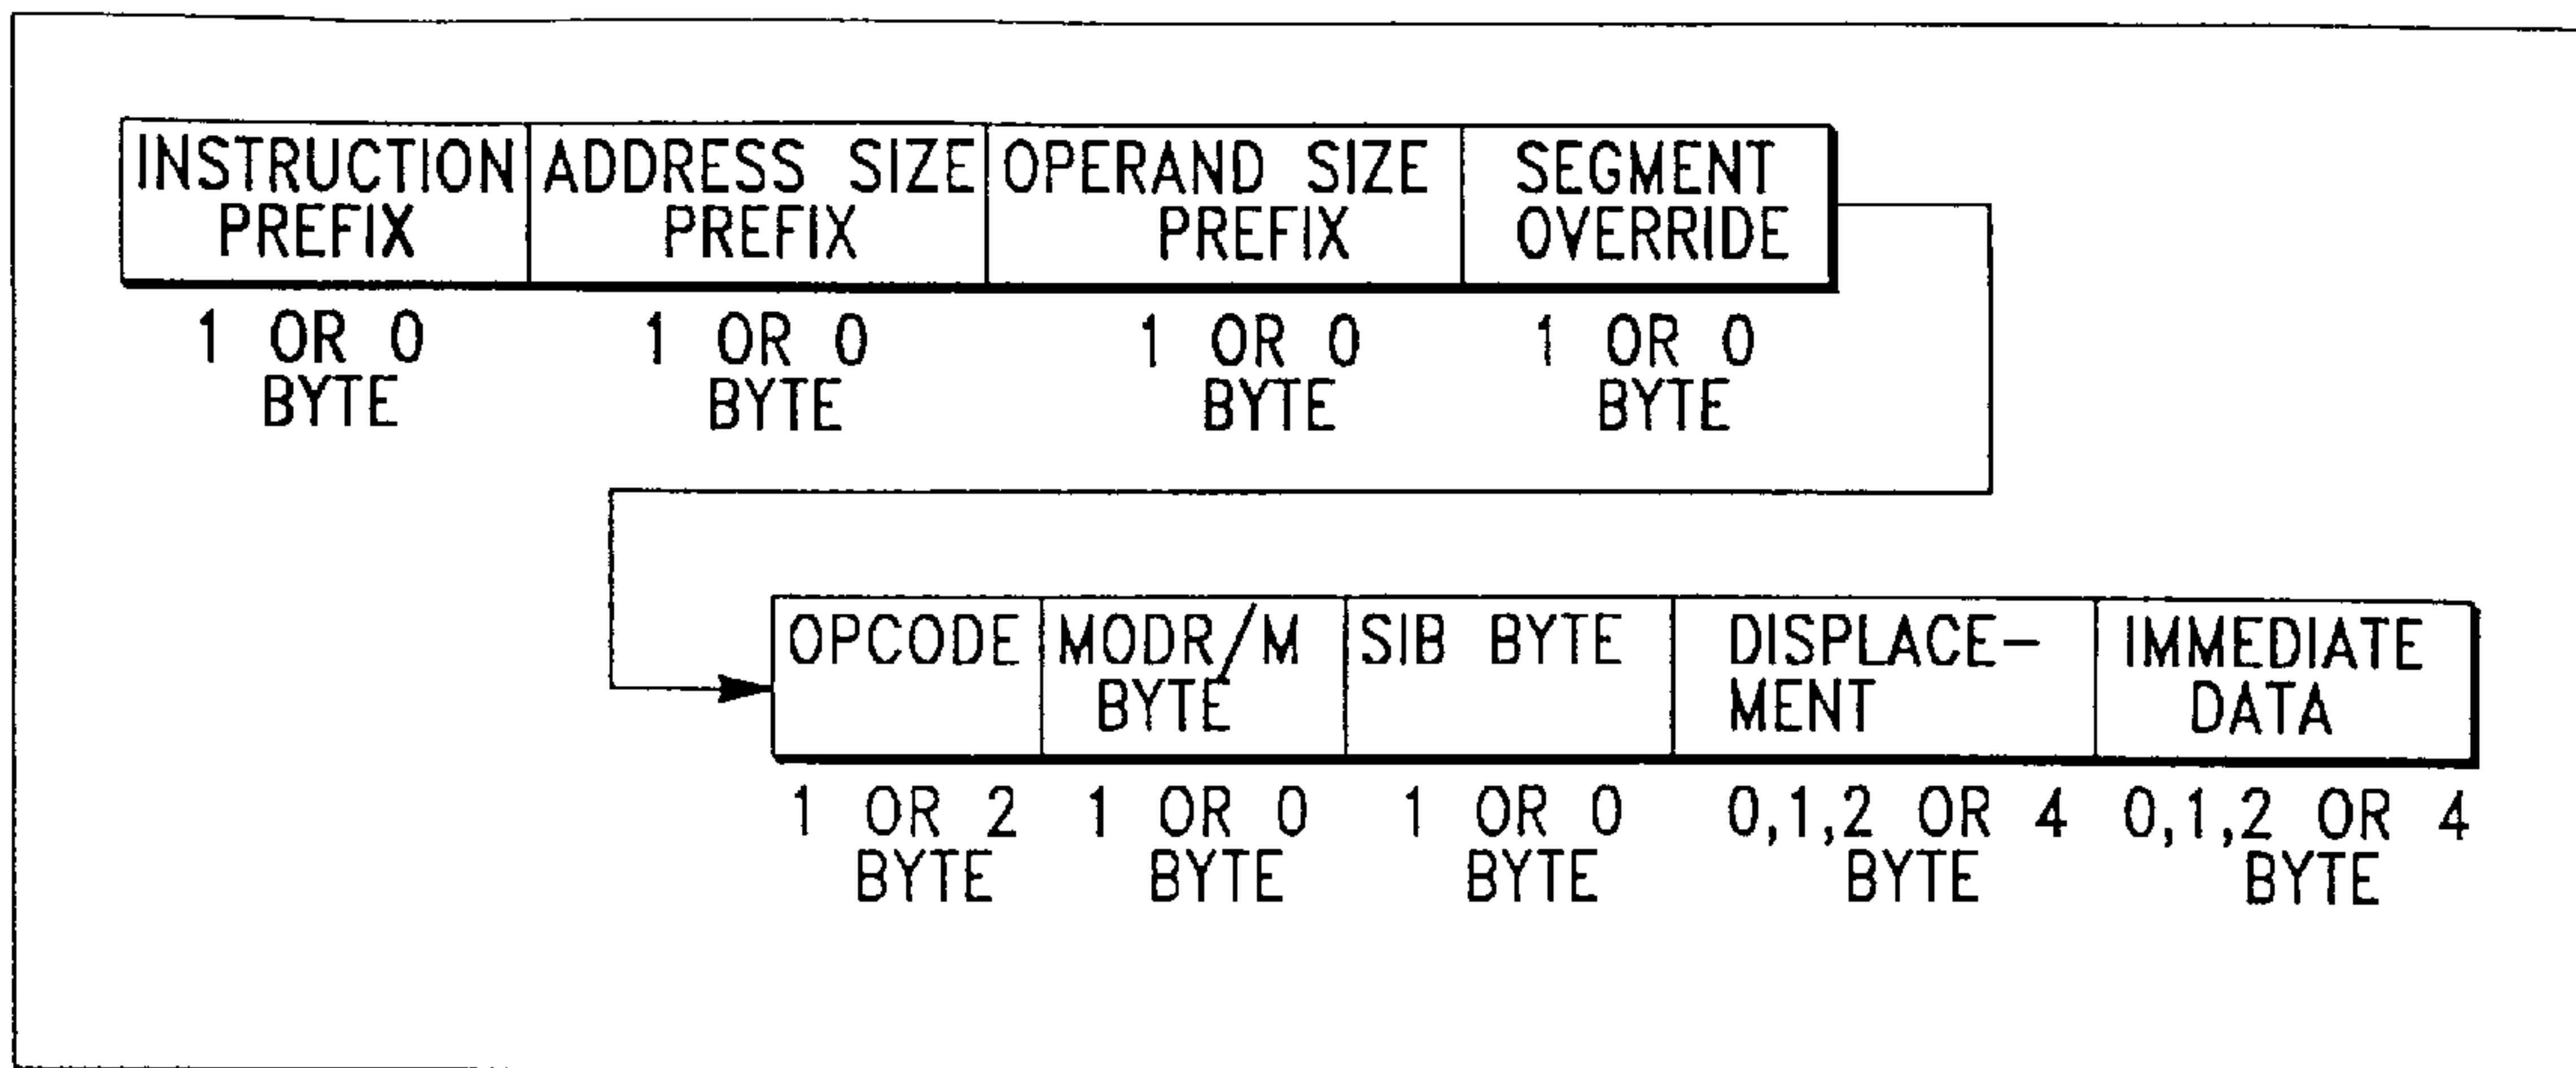 INSTRUCTION ADDRESS SIZE OPERAND SIZE SEGMENT
PREFIX PREFIX PREFIX OVERRIDE
1 OR 0 1 OR 0 1 OR 0 1 OR 0
BYTE BYTE BYTE BYTE
OPCODE MODR/M SIB BYTE DISPLACE- IMMEDIATE
BYTE MENT DATA
1 OR 2 1 OR 0 1 OR 0 0,1,2 OR 4 0,1,2 OR 4
BYTE BYTE BYTE BYTE BYTE